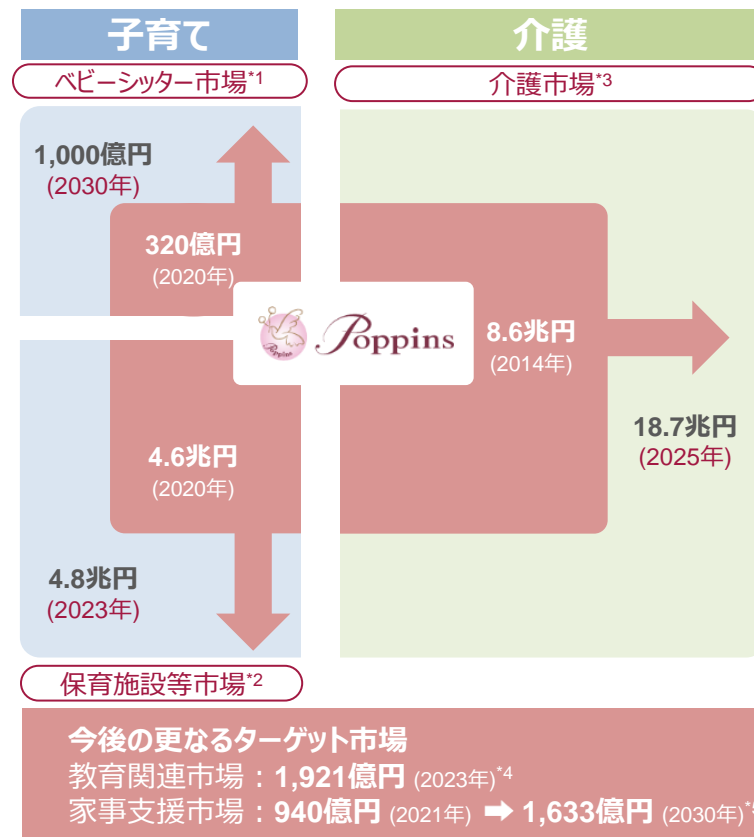 子育て
介護
ベビーシッター市場*1
介護市場*3
1,000億円
(2030年)
320億円
(2020年)
Poppins
Poppins
8.6兆円
(2014年)
18.7兆円
(2025年)
4.6兆円
(2020年)
4.8兆円
(2023年)
保育施設等市場*2
今後の更なるターゲット市場
教育関連市場：1,921億円 (2023年)*4
家事支援市場：940億円 (2021年) ➡ 1,633億円 (2030年)*5